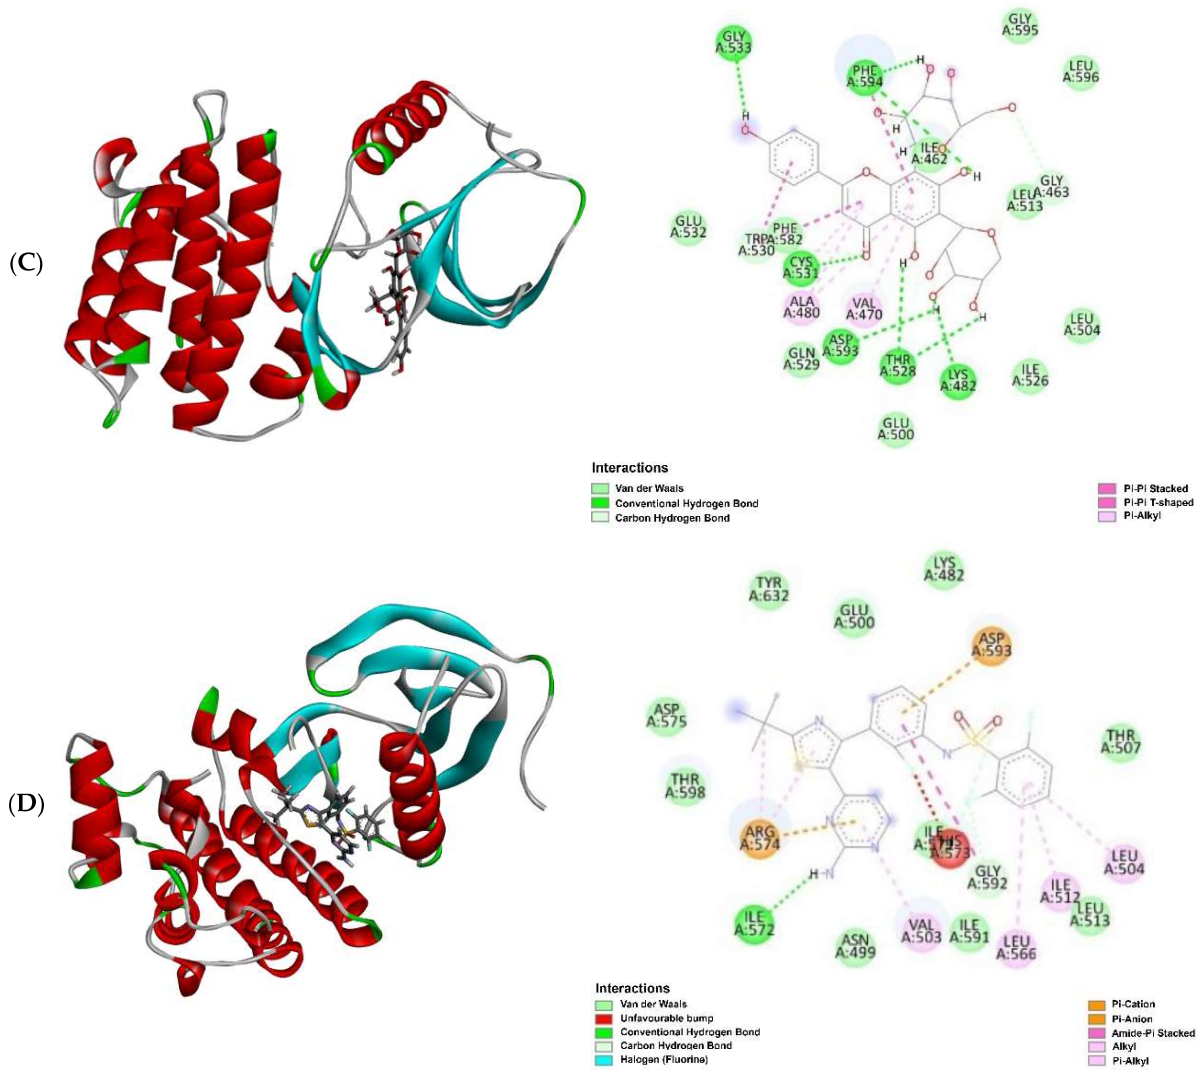 (C)
GLY
A:533
PHE
A:594
GLY
A:595
LEU
A:596
ILE
A:462
GLY
A:463
LEU
A:513
GLU
A:532
TRP
A:530
PHE
A:582
CYS
A:531
ALA
A:480
VAL
A:470
GLN
A:529
ASP
A:593
THR
A:528
LYS
A:482
LEU
A:504
ILE
A:526
GLU
A:500
H
O
H
O
O
O
O
H
H
O
O
O
H
O
O
H
O
O
H
O
H
O
H
Interactions
Van der Waals
Conventional Hydrogen Bond
Carbon Hydrogen Bond
Pi-Pi Stacked
Pi-Pi T-shaped
Pi-Alkyl
(D)
TYR
A:632
GLU
A:500
LYS
A:482
ASP
A:593
ASP
A:575
THR
A:598
THR
A:507
ARG
A:574
ILE
A:573
GLY
A:592
LEU
A:504
ILE
A:512
LEU
A:513
ILE
A:572
ASN
A:499
VAL
A:503
ILE
A:591
LEU
A:566
N
S
N
S
O
O
N
N
N
H
Interactions
Van der Waals
Unfavourable bump
Conventional Hydrogen Bond
Carbon Hydrogen Bond
Halogen (Fluorine)
Pi-Cation
Pi-Anion
Amide-Pi Stacked
Alkyl
Pi-Alkyl